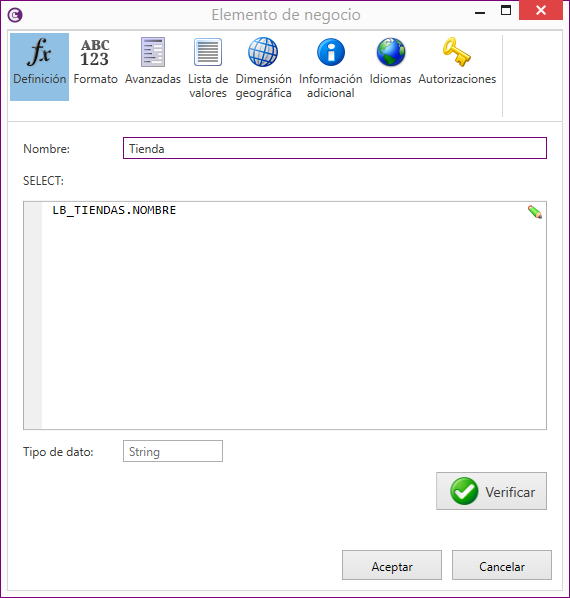 Elemento de negocio
Definición
ABC
123
Formato
Avanzadas
Lista de
valores
Dimensión
geográfica
Información
adicional
Idiomas
Autorizaciones
Nombre:
Tienda
SELECT:
LB_TIENDAS.NOMBRE
Tipo de dato:
String
Verificar
Aceptar
Cancelar